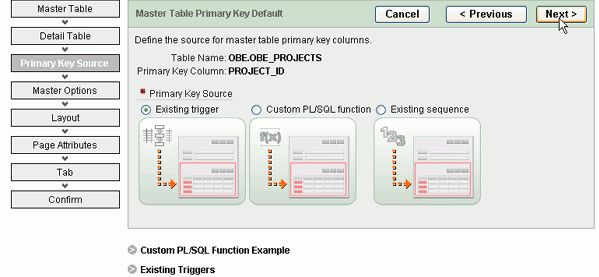 Master Table
Detail Table
Primary Key Source
Master Options
Layout
Page Attributes
Tab
Confirm
Master Table Primary Key Default
Cancel
< Previous
Next >
Define the source for master table primary key columns.
Table Name: OBE.OBE_PROJECTS
Primary Key Column: PROJECT_ID
* Primary Key Source
Existing trigger
Custom PL/SQL function
Existing sequence
f(x)
123
Custom PL/SQL Function Example
Existing Triggers